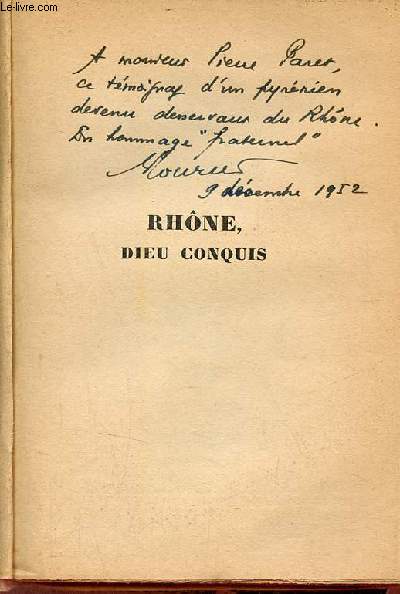 www.le-livre.com
A monsieur Pierre Paret,
ce témoignage d'un pyrénéen
devenu desservant du Rhône.
En hommage "fraternel"
9 décembre 1952
RHÔNE,
DIEU CONQUIS